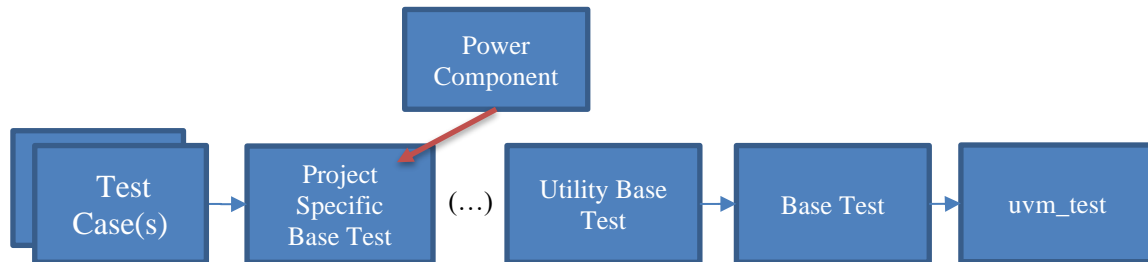 Power
Component
Test
Case(s)
Project
Specific
Base Test
(…)
Utility Base
Test
Base Test
uvm_test